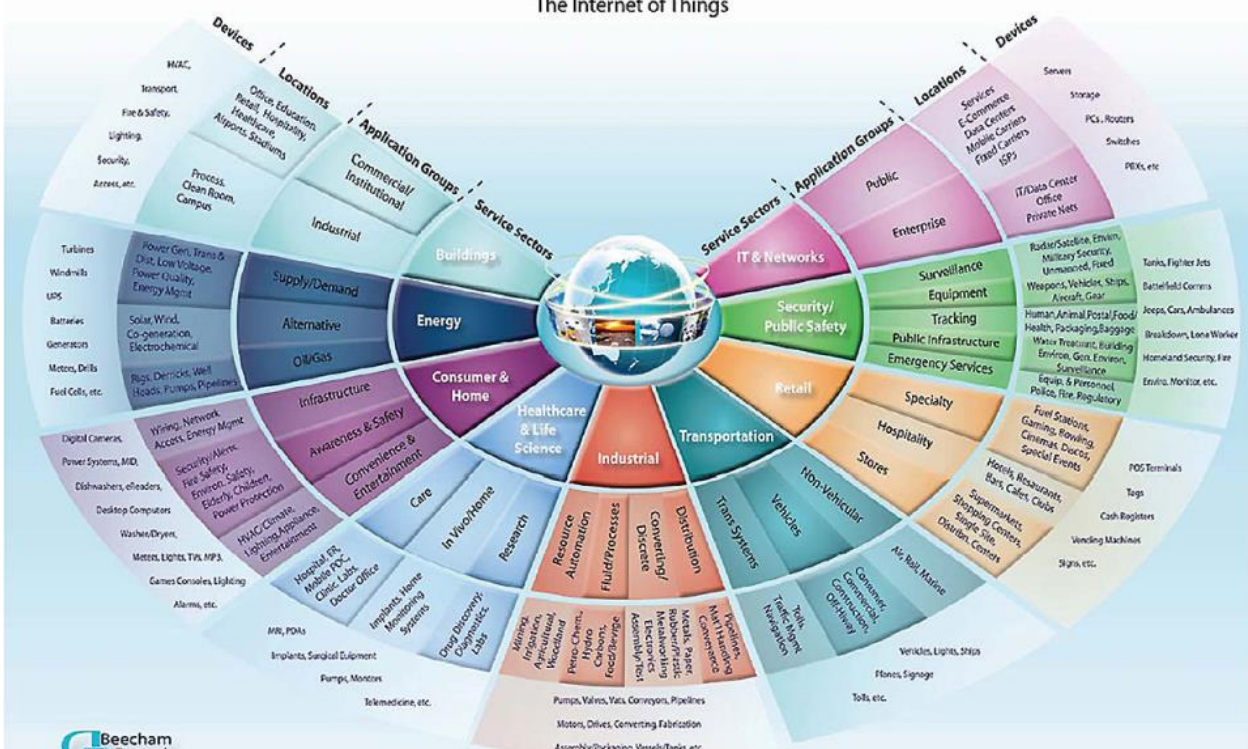 The Internet of Things
Devices
Locations
Application Groups
Service Sectors
HVAC,
Transport,
Fire & Safety,
Lighting,
Security,
Access, etc.
Office, Education,
Retail, Hospitality,
Healthcare,
Airports, Stadiums
Process,
Clean Room,
Campus
Commercial/
Institutional
Industrial
Buildings
Turbines
Windmills
UPS
Batteries
Generators
Meters, Drills
Fuel Cells, etc.
Power Gen, Trans &
Dist, Low Voltage,
Power Quality,
Energy Mgmt
Solar, Wind,
Co-generation,
Electrochemical
Rigs, Derricks, Well
Heads, Pumps, Pipelines
Supply/Demand
Alternative
Oil/Gas
Energy
Digital Cameras,
Power Systems, MID,
Dishwashers, eReaders,
Desktop Computers
Washer/Dryers,
Meters, Lights, TVs, MP3,
Games Consoles, Lighting
Alarms, etc.
Wiring, Network
Access, Energy Mgmt
Security/Alerts,
Fire Safety,
Environ. Safety,
Elderly, Children,
Power Protection
HVAC/Climate,
Lighting, Appliance,
Entertainment
Infrastructure
Awareness & Safety
Convenience &
Entertainment
Consumer &
Home
MRI, PDAs
Implants, Surgical Euipment
Pumps, Monitors
Telemedicine, etc.
Hospital, ER,
Mobile POC,
Clinic, Labs,
Doctor Office
Implants, Home
Monitoring
Systems
Drug Discovery,
Diagnostics,
Labs
Care
In Vivo/Home
Research
Healthcare
& Life
Science
Industrial
Resource
Automation
Fluid/Processes
Converting/
Discrete
Distribution
Mining,
Irrigation,
Agricultural,
Woodland
Petro-Chem,
Hydro
Carbons,
Food/Bevrge
Metals, Paper,
Rubber/Plastic
Metalworking
Electronics
Assembly/Test
Pipelines,
Mat'l Handling
Conveyance
Pumps, Valves, Vats, Conveyors, Pipelines
Motors, Drives, Converting, Fabrication
Assembly/Packaging, Vessels/Tanks, etc.
Transportation
Trans Systems
Vehicles
Non-Vehicular
Tolls,
Traffic Mgmt
Navigation
Consumer,
Commercial,
Construction,
Off-Hiway
Air, Rail, Marine
Vehicles, Lights, Ships
Planes, Signage
Tolls, etc.
Retail
Specialty
Hospitality
Stores
Fuel Stations,
Gaming, Bowling,
Cinemas, Discos,
Special Events
Hotels, Restaurants,
Bars, Cafes, Clubs
Supermarkets,
Shopping Centers,
Single Site,
Distribn. Centers
POS Terminals
Tags
Cash Registers
Vending Machines
Signs, etc.
Security/
Public Safety
Surveillance
Equipment
Tracking
Public Infrastructure
Emergency Services
Radar/Satellite, Environ,
Military Security,
Unmanned, Fixed
Weapons, Vehicles, Ships,
Aircraft, Gear
Human, Animal, Postal, Food/
Health, Packaging, Baggage
Water Treatment, Building
Environ, Gen. Environ,
Surveillance
Equip. & Personnel,
Police, Fire, Regulatory
Tanks, Fighter Jets
Battlefield Comms
Jeeps, Cars, Ambulances
Breakdown, Lone Worker
Homeland Security, Fire
Enviro. Monitor, etc.
IT & Networks
Public
Enterprise
Services
E-Commerce
Data Centers
Mobile Carriers
Fixed Carriers
ISPs
IT/Data Center
Office
Private Nets
Servers
Storage
PCs, Routers
Switches
PBXs, etc
Service Sectors
Application Groups
Locations
Devices
Beecham